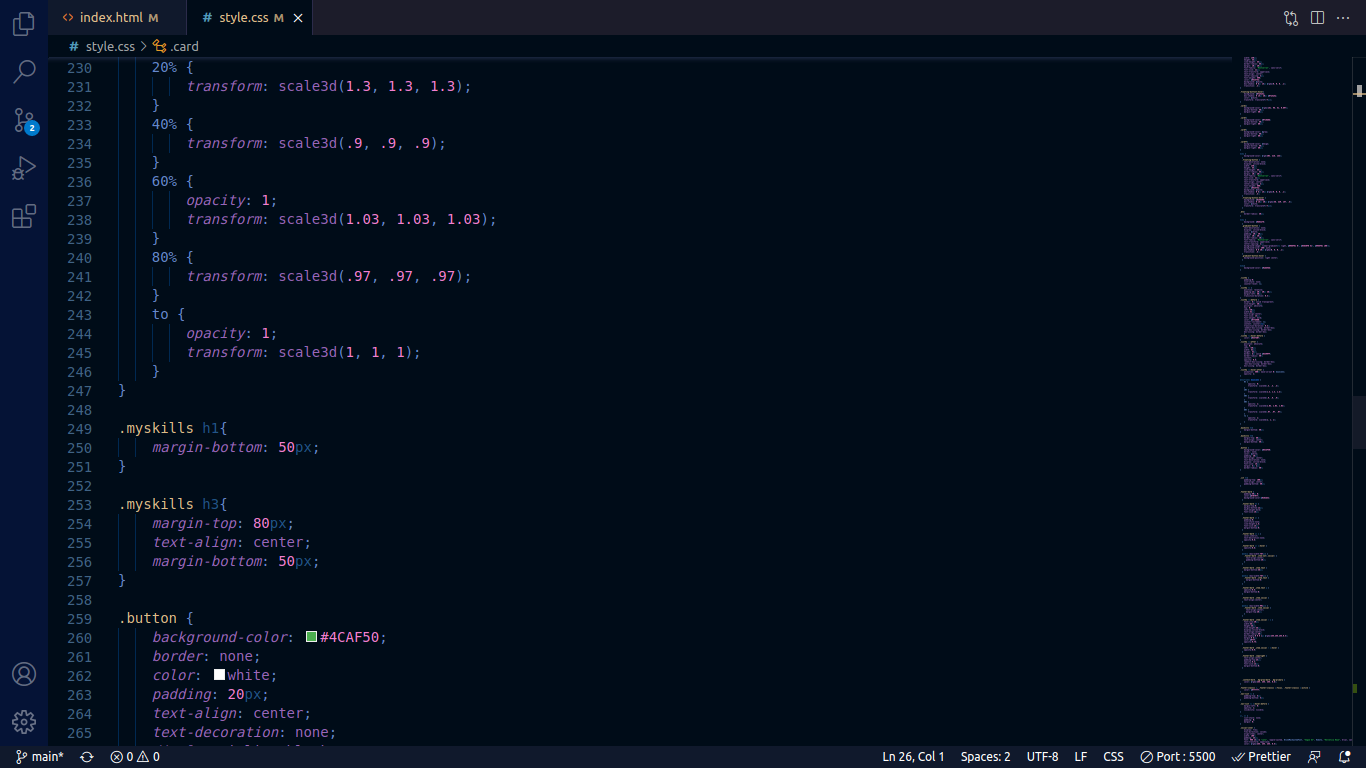 index.html M
# style.css M
# style.css > .card
230 20% {
231 transform: scale3d(1.3, 1.3, 1.3);
232 }
233 40% {
234 transform: scale3d(.9, .9, .9);
235 }
236 60% {
237 opacity: 1;
238 transform: scale3d(1.03, 1.03, 1.03);
239 }
240 80% {
241 transform: scale3d(.97, .97, .97);
242 }
243 to {
244 opacity: 1;
245 transform: scale3d(1, 1, 1);
246 }
247 }
248
249 .myskills h1{
250 margin-bottom: 50px;
251 }
252
253 .myskills h3{
254 margin-top: 80px;
255 text-align: center;
256 margin-bottom: 50px;
257 }
258
259 .button {
260 background-color: #4CAF50;
261 border: none;
262 color: white;
263 padding: 20px;
264 text-align: center;
265 text-decoration: none;
2
main* 0 0 Ln 26, Col 1 Spaces: 2 UTF-8 LF CSS Port : 5500 Prettier